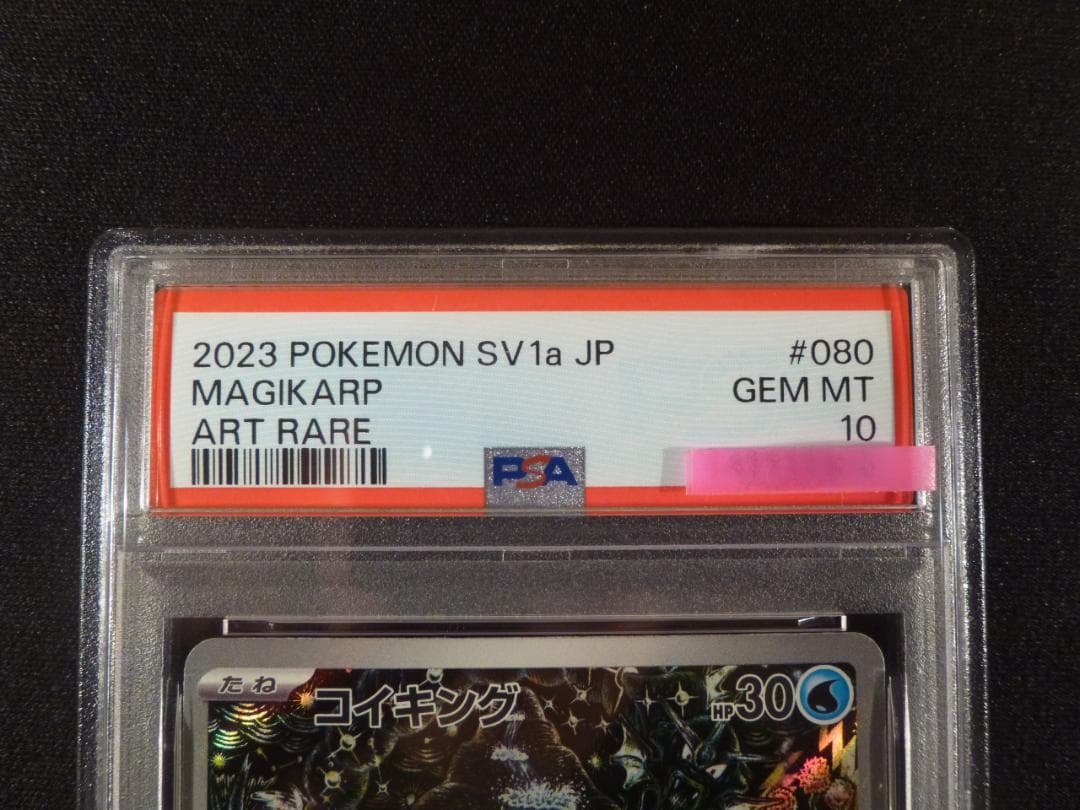 2023 POKEMON SV1a JP #080
MAGIKARP GEM MT
ART RARE 10
PSA
たね コイキング HP30